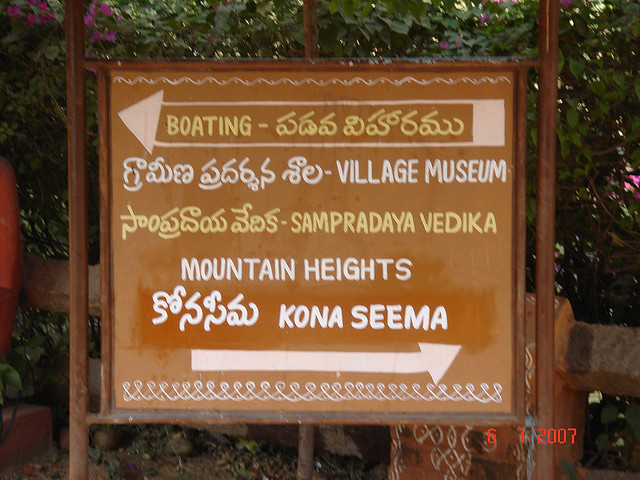 BOATING - పడవ విహారము
గ్రామీణ ప్రదర్శన శాల - VILLAGE MUSEUM
సాంప్రదాయ వేదిక - SAMPRADAYA VEDIKA
MOUNTAIN HEIGHTS
కోనసీమ KONA SEEMA
6 1 2007